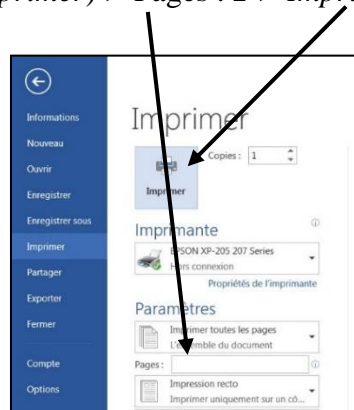 primer) / Pages : 2 / Impr
Informations
Nouveau
Ouvrir
Enregistrer
Enregistrer sous
Imprimer
Partager
Exporter
Fermer
Compte
Options
Imprimer
Copies : 1
Imprimer
Imprimante
EPSON XP-205 207 Series
Hors connexion
Propriétés de l'imprimante
Paramètres
Imprimer toutes les pages
L'ensemble du document
Pages :
Impression recto
Imprimer uniquement sur un cô...